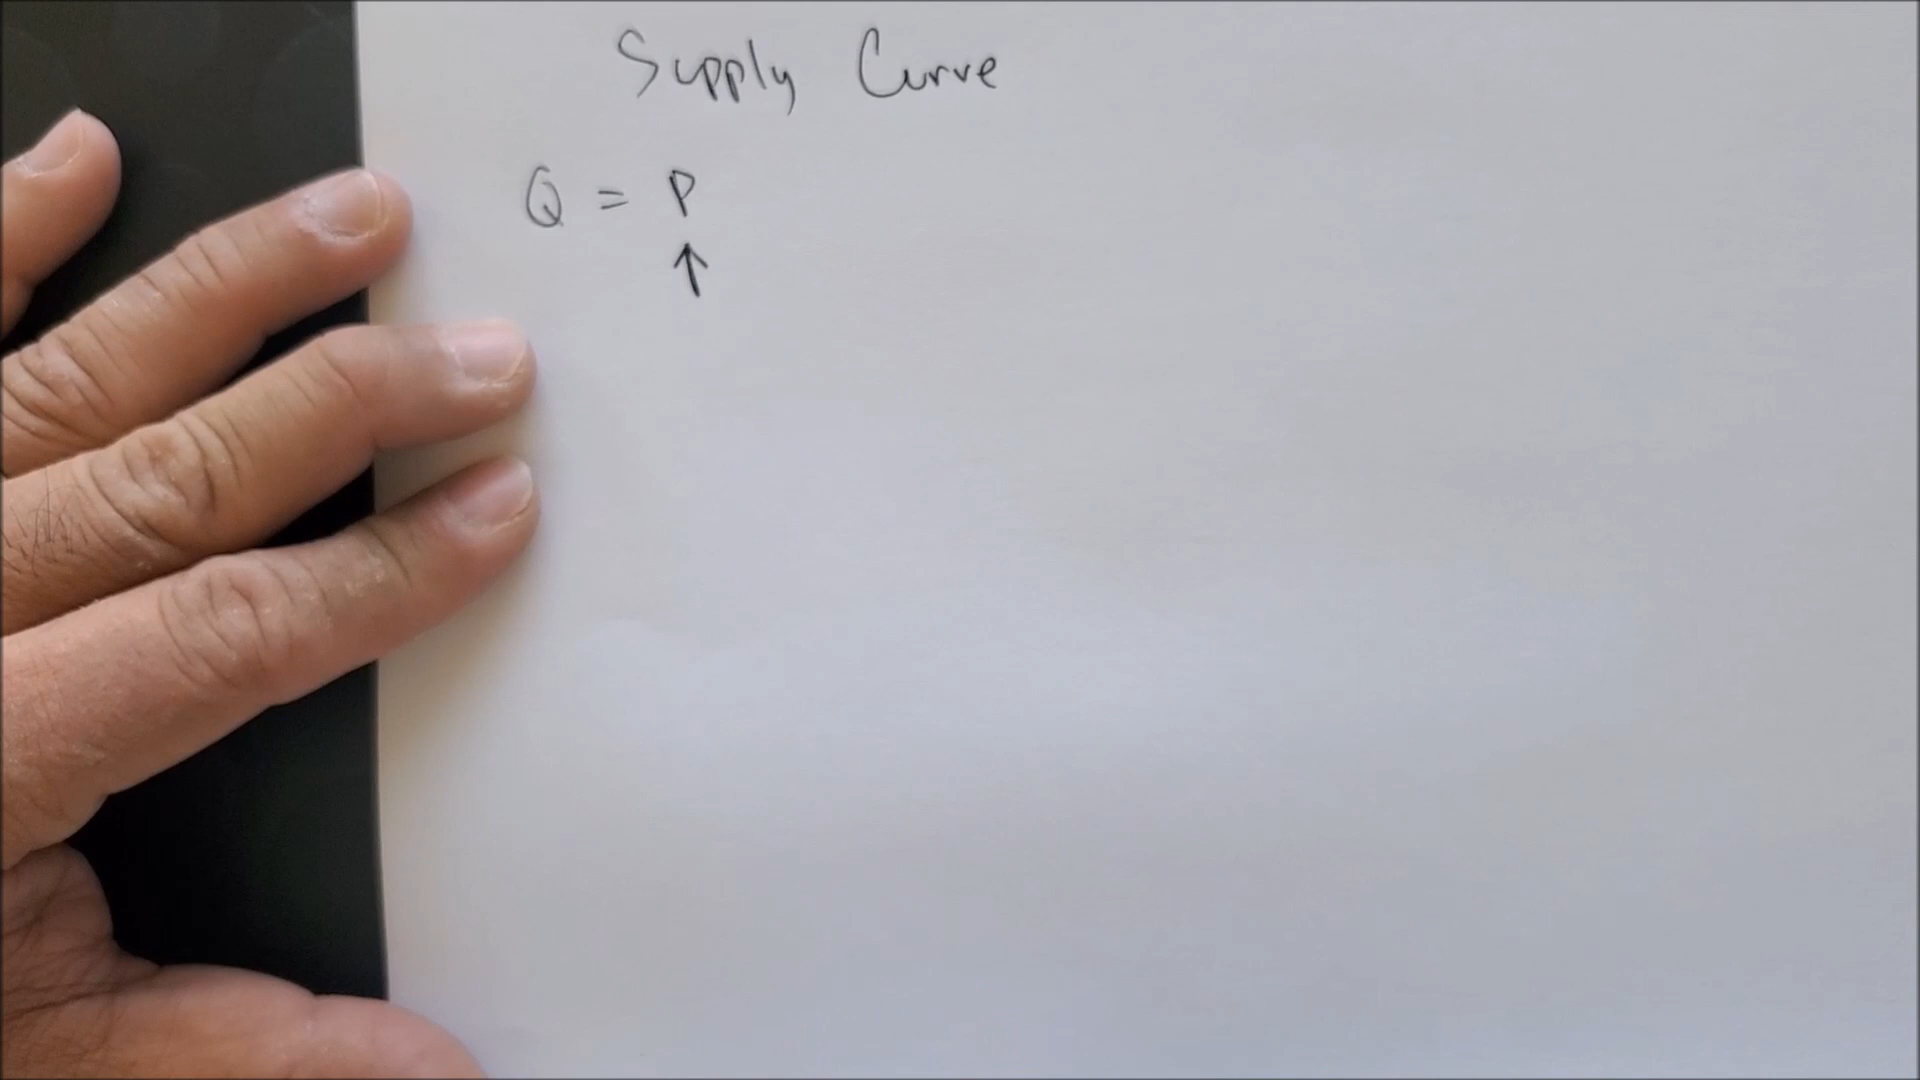 Supply Curve
Q = P
↑